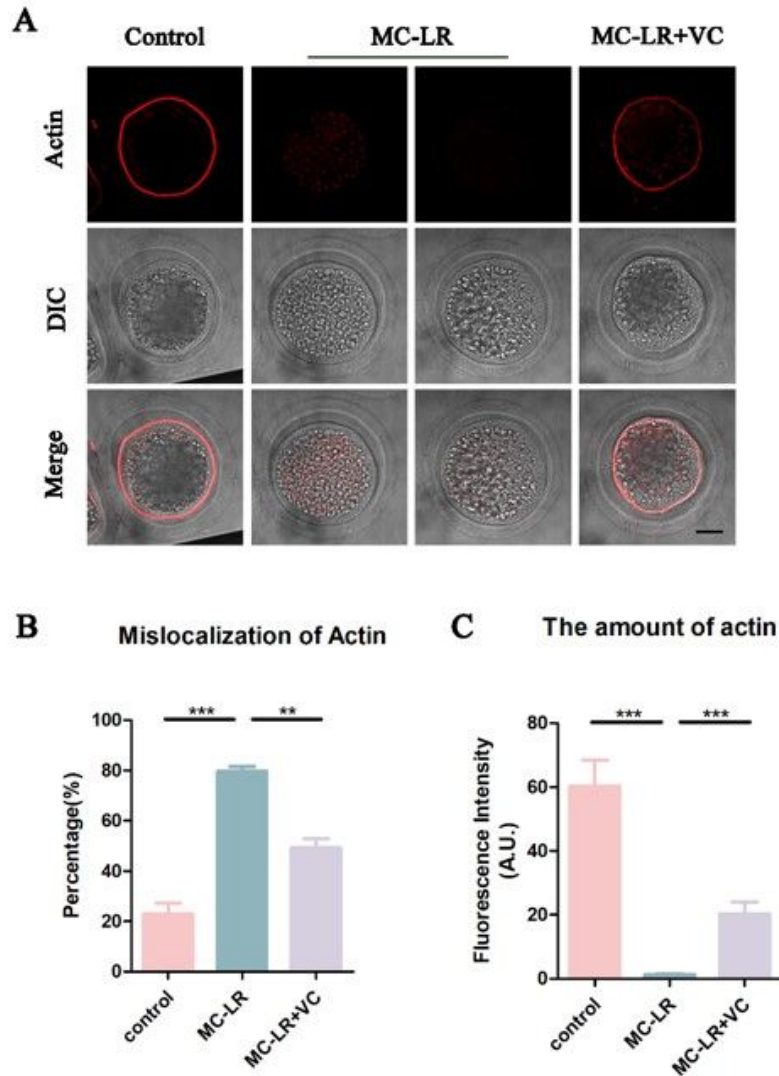 A
Control MC-LR MC-LR+VC
Actin
DIC
Merge
B
Mislocalization of Actin
Percentage(%)
100
80
60
40
20
0
*** **
control MC-LR MC-LR+VC
C
The amount of actin
Fluorescence Intensity
(A.U.)
80
60
40
20
0
*** ***
control MC-LR MC-LR+VC